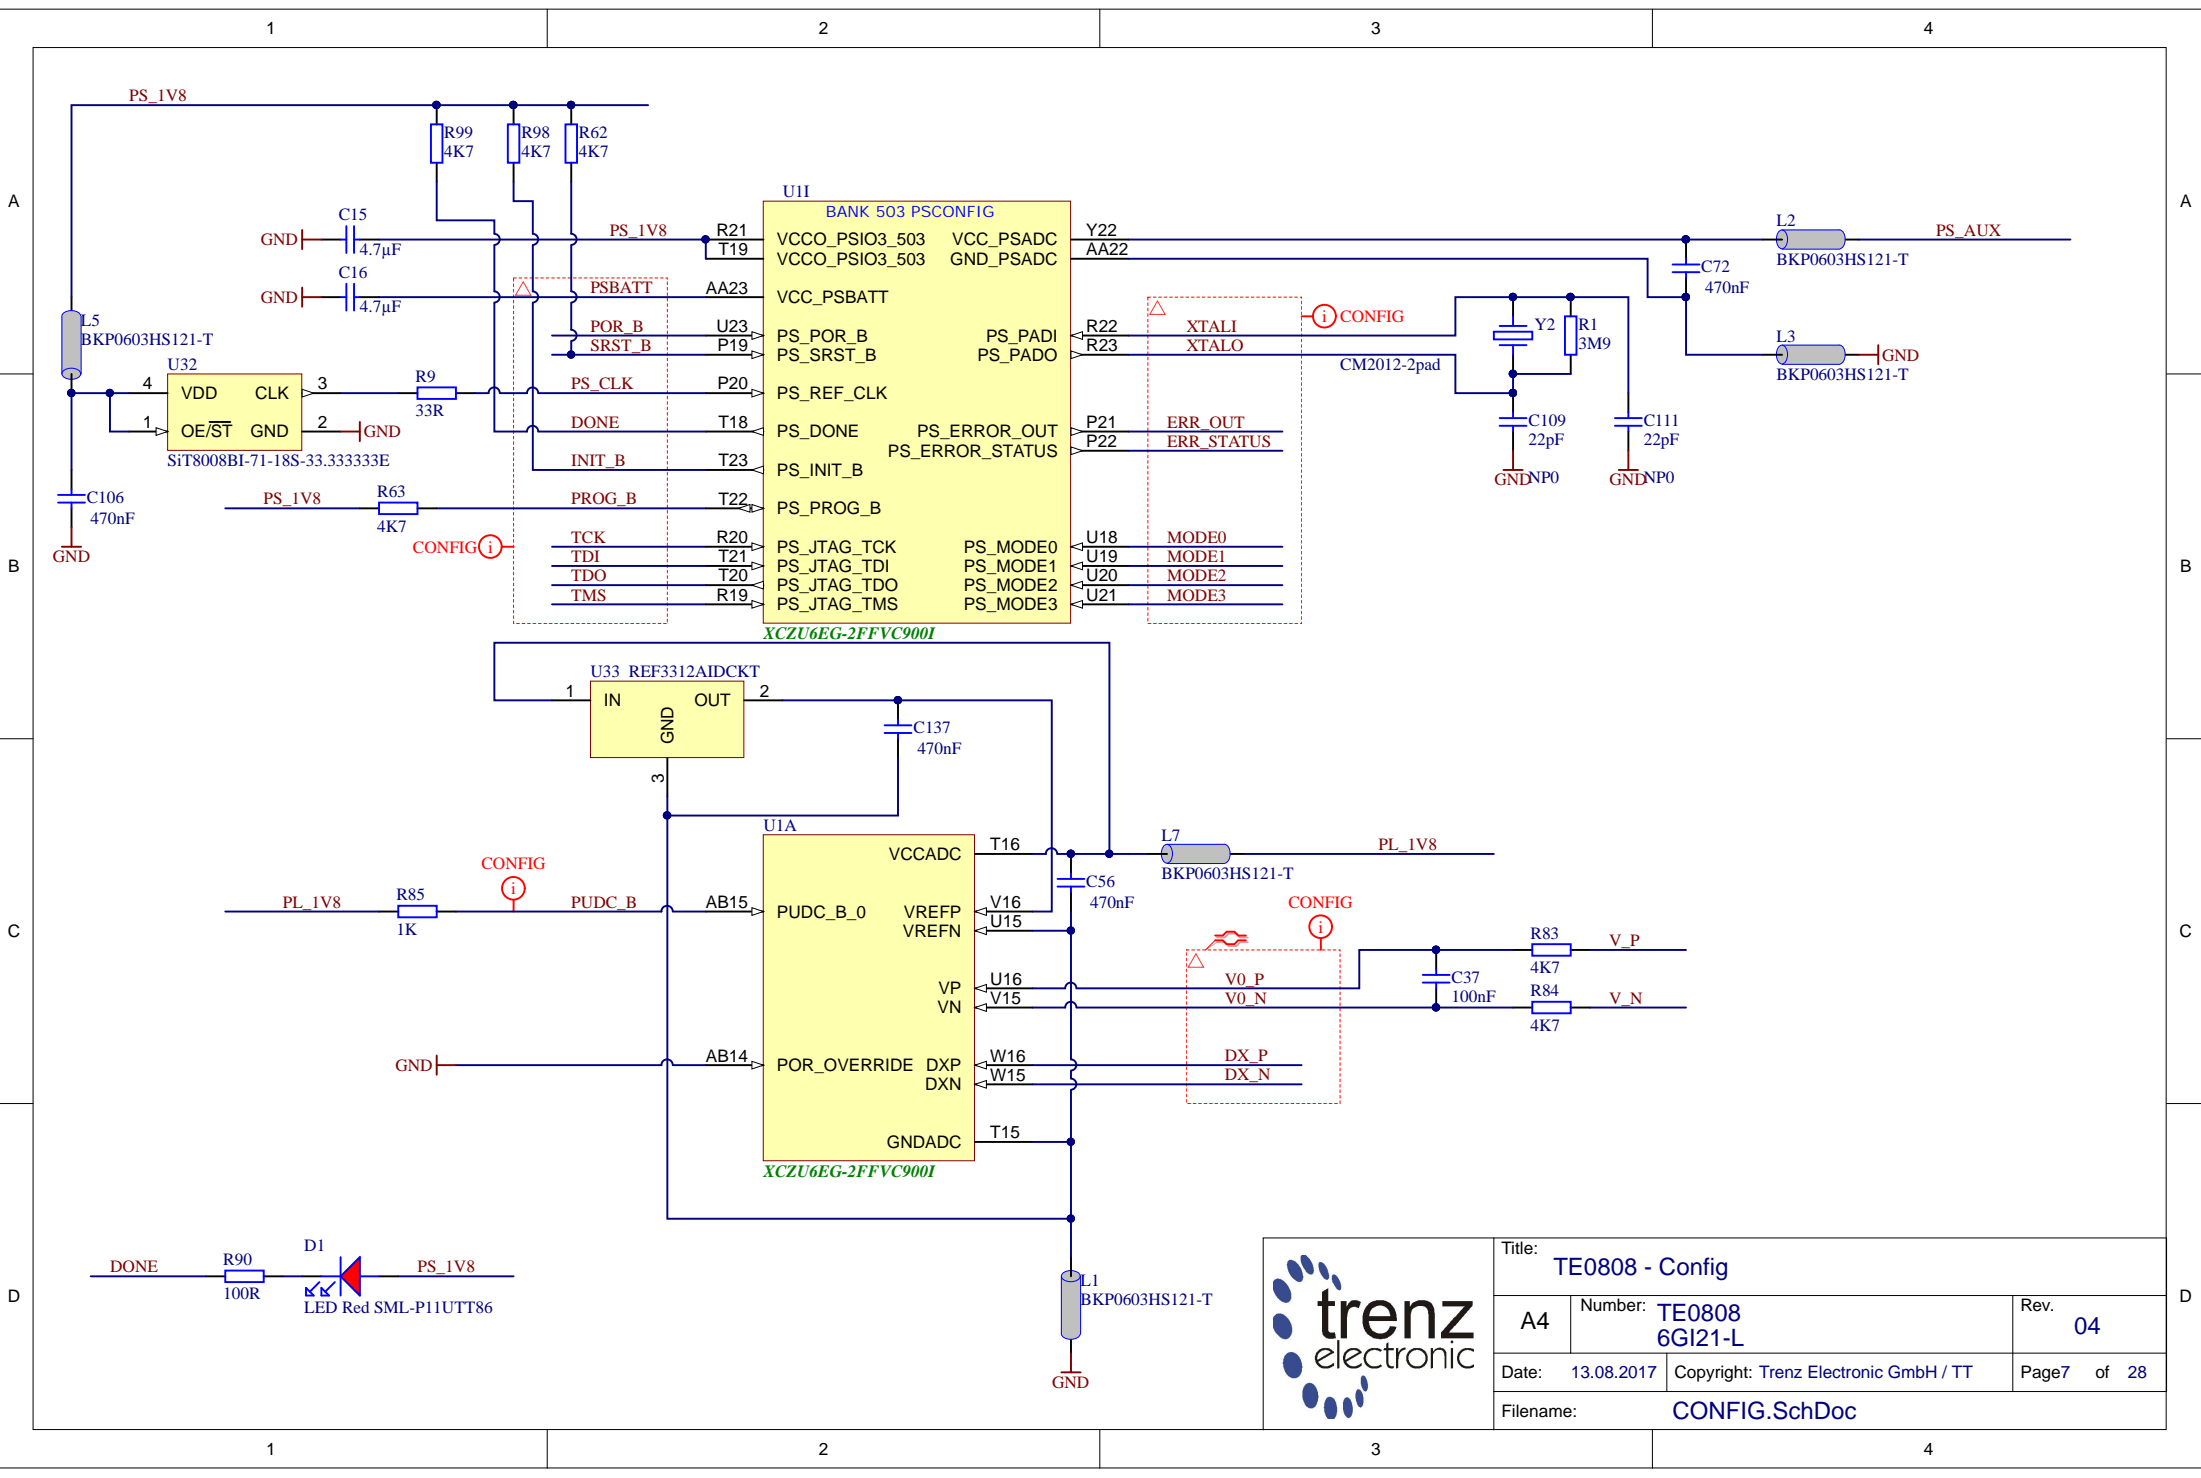 1 2 3 4
A
B
C
D
A
B
C
D
PS_1V8
R99
4K7
R98
4K7
R62
4K7
C15
GND
4.7µF
PS_1V8
C16
GND
4.7µF
PSBATT
POR_B
SRST_B
L5
BKP0603HS121-T
U32
4 VDD CLK 3
1 OE/ST GND 2 GND
SiT8008BI-71-18S-33.333333E
R9
33R
PS_CLK
DONE
INIT_B
C106
470nF
GND
PS_1V8
R63
4K7
PROG_B
CONFIG i
TCK
TDI
TDO
TMS
U1I
BANK 503 PSCONFIG
R21 VCCO_PSIO3_503 VCC_PSADC Y22
T19 VCCO_PSIO3_503 GND_PSADC AA22
AA23 VCC_PSBATT
U23 PS_POR_B PS_PADI R22
P19 PS_SRST_B PS_PADO R23
P20 PS_REF_CLK
T18 PS_DONE PS_ERROR_OUT P21
PS_ERROR_STATUS P22
T23 PS_INIT_B
T22 PS_PROG_B
R20 PS_JTAG_TCK PS_MODE0 U18
T21 PS_JTAG_TDI PS_MODE1 U19
T20 PS_JTAG_TDO PS_MODE2 U20
R19 PS_JTAG_TMS PS_MODE3 U21
XCZU6EG-2FFVC900I
i CONFIG
XTALI
XTALO
CM2012-2pad
ERR_OUT
ERR_STATUS
MODE0
MODE1
MODE2
MODE3
Y2
R1
3M9
C109
22pF
GND NP0
C111
22pF
GND NP0
L2
BKP0603HS121-T
PS_AUX
C72
470nF
L3
BKP0603HS121-T
GND
U33 REF3312AIDCKT
1 IN OUT 2
GND
3
C137
470nF
U1A
VCCADC T16
AB15 PUDC_B_0 VREFP V16
VREFN U15
VP U16
VN V15
AB14 POR_OVERRIDE DXP W16
DXN W15
GNDADC T15
XCZU6EG-2FFVC900I
CONFIG
i
PL_1V8
R85
1K
PUDC_B
GND
L7
BKP0603HS121-T
PL_1V8
C56
470nF
CONFIG
i
V0_P
V0_N
DX_P
DX_N
C37
100nF
R83
4K7
V_P
R84
4K7
V_N
DONE
R90
100R
D1
PS_1V8
LED Red SML-P11UTT86
L1
BKP0603HS121-T
GND
trenz
electronic
Title:
TE0808 - Config
A4
Number: TE0808
6GI21-L
Rev.
04
Date: 13.08.2017
Copyright: Trenz Electronic GmbH / TT
Page7 of 28
Filename: CONFIG.SchDoc
1 2 3 4